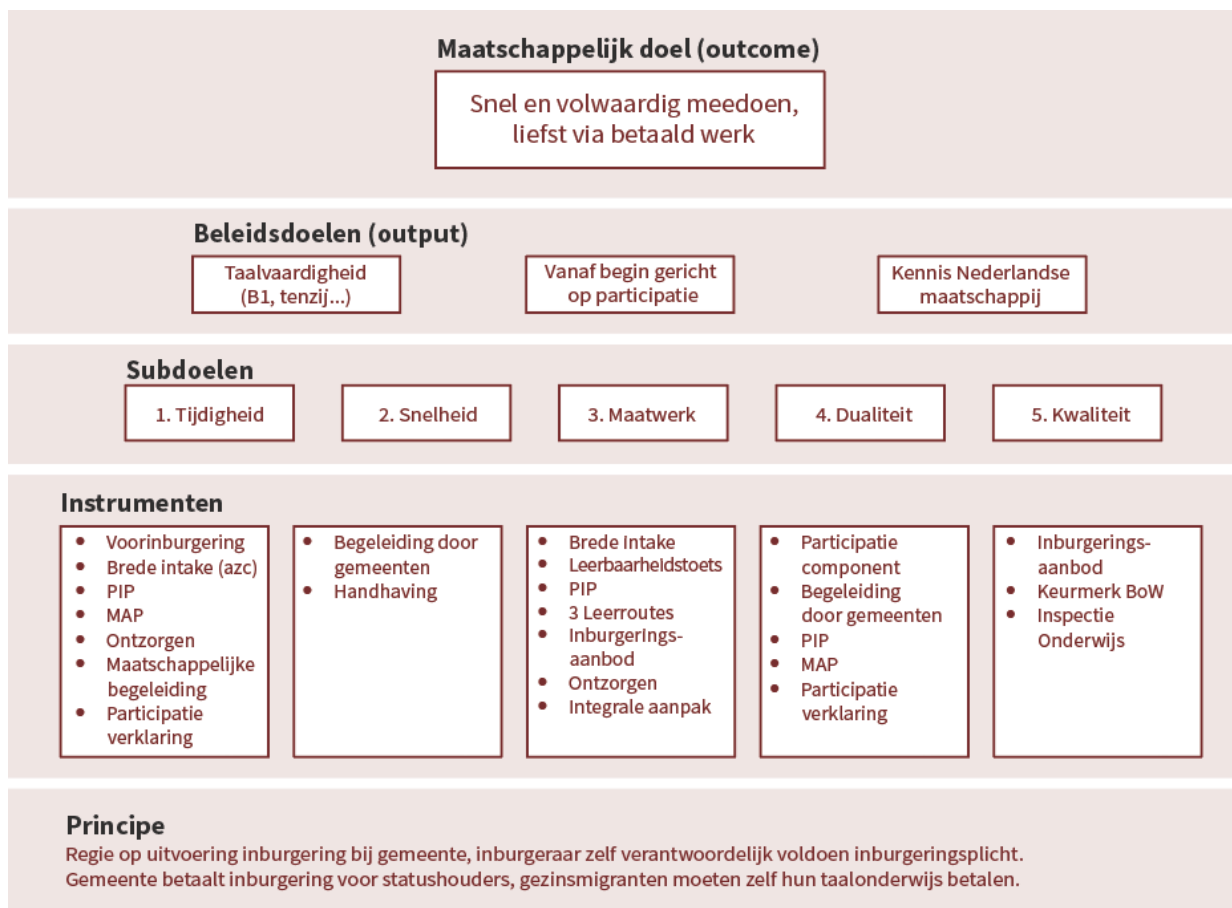 Maatschappelijk doel (outcome)
Snel en volwaardig meedoen,
liefst via betaald werk
Beleidsdoelen (output)
Taalvaardigheid
(B1, tenzij...)
Vanaf begin gericht
op participatie
Kennis Nederlandse
maatschappij
Subdoelen
1. Tijdigheid
2. Snelheid
3. Maatwerk
4. Dualiteit
5. Kwaliteit
Instrumenten
• Voorinburgering
• Brede intake (azc)
• PIP
• MAP
• Ontzorgen
• Maatschappelijke
begeleiding
• Participatie
verklaring
• Begeleiding door
gemeenten
• Handhaving
• Brede Intake
• Leerbaarheidstoets
• PIP
• 3 Leerroutes
• Inburgerings-
aanbod
• Ontzorgen
• Integrale aanpak
• Participatie
component
• Begeleiding
door gemeenten
• PIP
• MAP
• Participatie
verklaring
• Inburgerings-
aanbod
• Keurmerk BoW
• Inspectie
Onderwijs
Principe
Regie op uitvoering inburgering bij gemeente, inburgeraar zelf verantwoordelijk voldoen inburgeringsplicht.
Gemeente betaalt inburgering voor statushouders, gezinsmigranten moeten zelf hun taalonderwijs betalen.